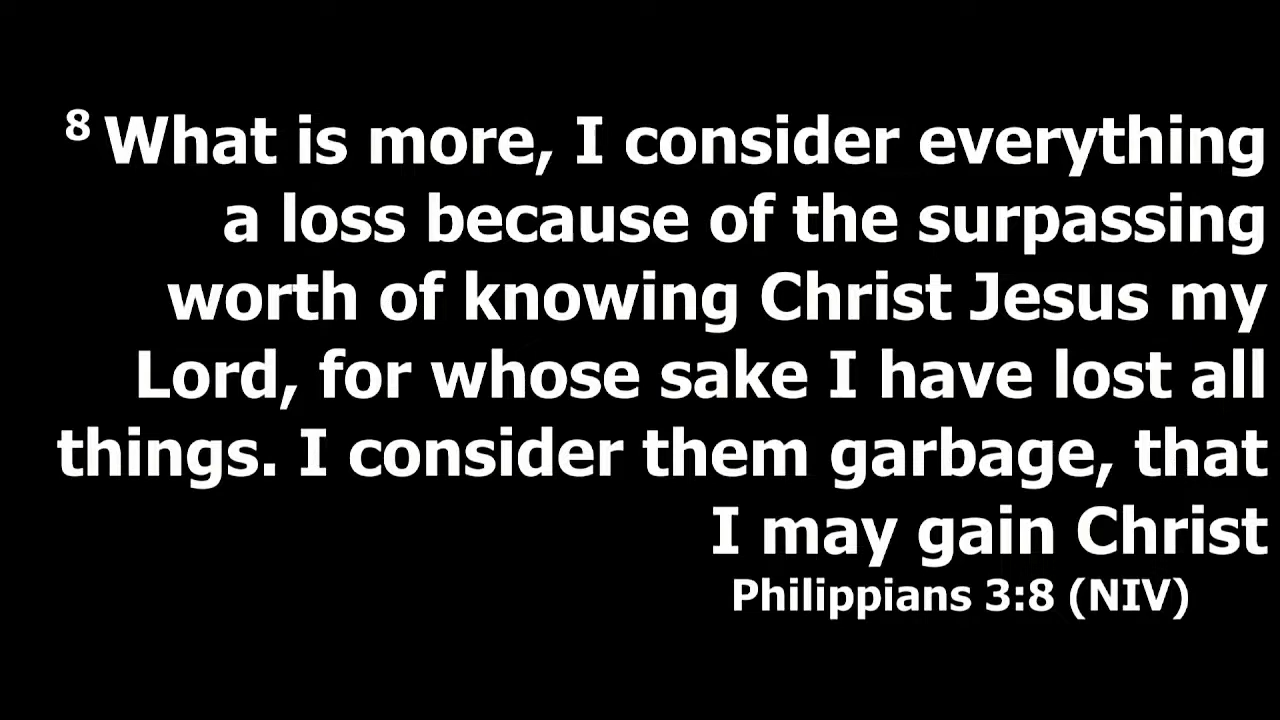 8 What is more, I consider everything
a loss because of the surpassing
worth of knowing Christ Jesus my
Lord, for whose sake I have lost all
things. I consider them garbage, that
I may gain Christ
Philippians 3:8 (NIV)